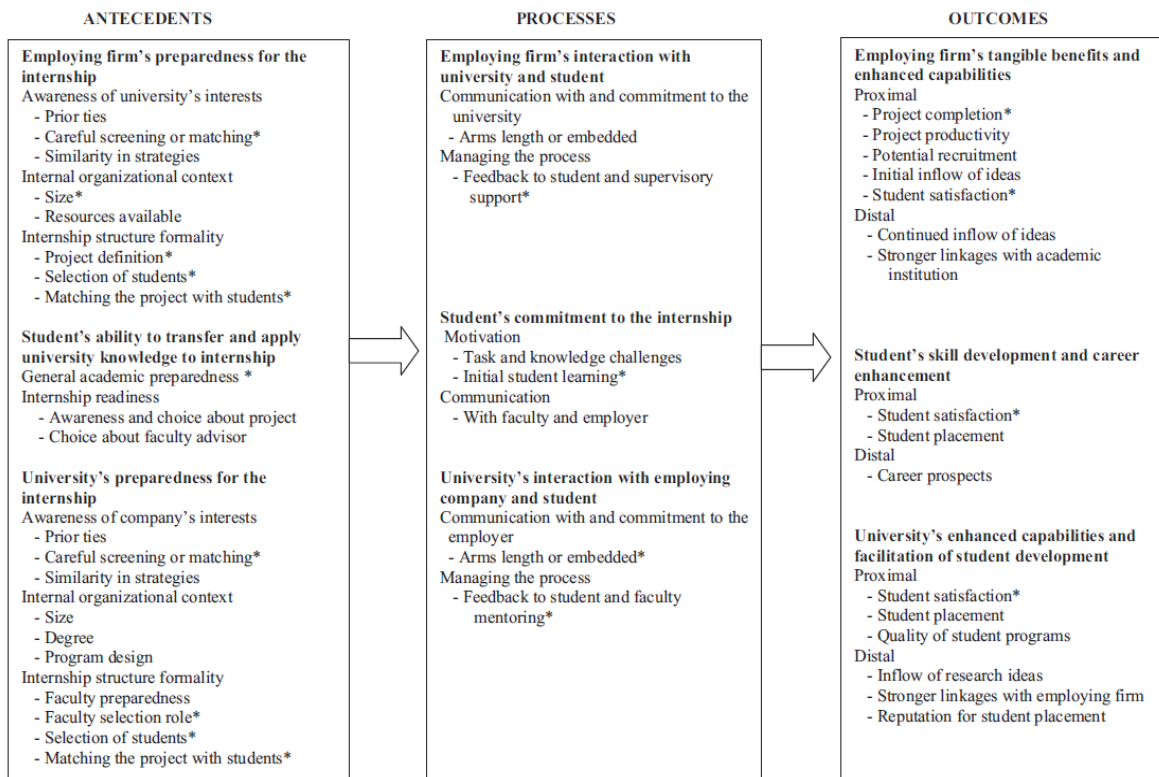 ANTECEDENTS
Employing firm's preparedness for the
internship
Awareness of university's interests
- Prior ties
- Careful screening or matching*
- Similarity in strategies
Internal organizational context
- Size*
- Resources available
Internship structure formality
- Project definition*
- Selection of students*
- Matching the project with students*
Student's ability to transfer and apply
university knowledge to internship
General academic preparedness *
Internship readiness
- Awareness and choice about project
- Choice about faculty advisor
University's preparedness for the
internship
Awareness of company's interests
- Prior ties
- Careful screening or matching*
- Similarity in strategies
Internal organizational context
- Size
- Degree
- Program design
Internship structure formality
- Faculty preparedness
- Faculty selection role*
- Selection of students*
- Matching the project with students*
PROCESSES
Employing firm's interaction with
university and student
Communication with and commitment to the
university
- Arms length or embedded
Managing the process
- Feedback to student and supervisory
support*
Student's commitment to the internship
Motivation
- Task and knowledge challenges
- Initial student learning*
Communication
- With faculty and employer
University's interaction with employing
company and student
Communication with and commitment to the
employer
- Arms length or embedded*
Managing the process
- Feedback to student and faculty
mentoring*
OUTCOMES
Employing firm's tangible benefits and
enhanced capabilities
Proximal
- Project completion*
- Project productivity
- Potential recruitment
- Initial inflow of ideas
- Student satisfaction*
Distal
- Continued inflow of ideas
- Stronger linkages with academic
institution
Student's skill development and career
enhancement
Proximal
- Student satisfaction*
- Student placement
Distal
- Career prospects
University's enhanced capabilities and
facilitation of student development
Proximal
- Student satisfaction*
- Student placement
- Quality of student programs
Distal
- Inflow of research ideas
- Stronger linkages with employing firm
- Reputation for student placement